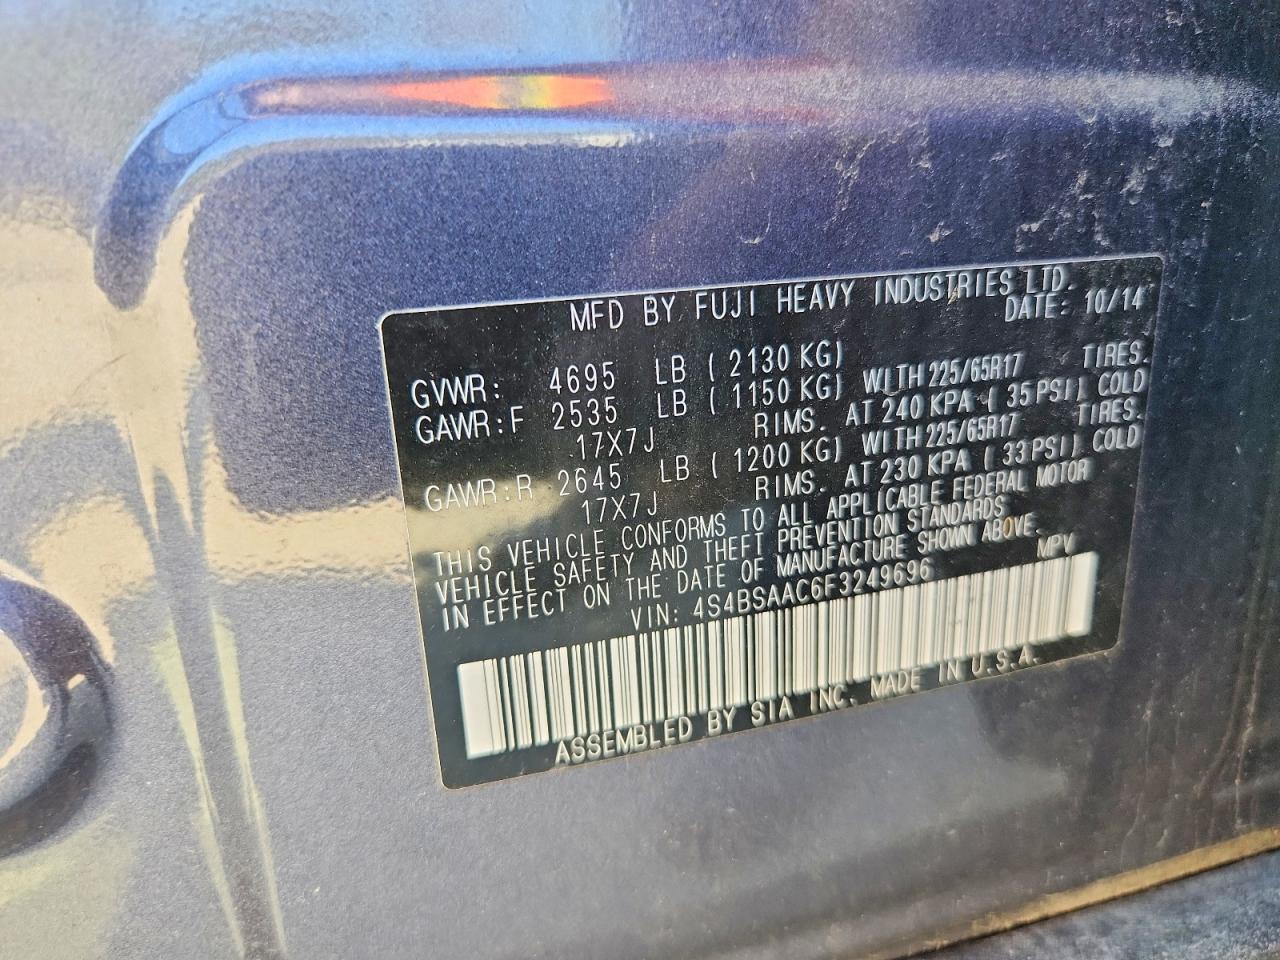 MFD BY FUJI HEAVY INDUSTRIES LTD.
DATE: 10/14
GVWR: 4695 LB ( 2130 KG)
GAWR:F 2535 LB ( 1150 KG) WITH 225/65R17 TIRES.
17X7J RIMS. AT 240 KPA ( 35 PSI) COLD
GAWR:R 2645 LB ( 1200 KG) WITH 225/65R17 TIRES.
17X7J RIMS. AT 230 KPA ( 33 PSI) COLD
THIS VEHICLE CONFORMS TO ALL APPLICABLE FEDERAL MOTOR
VEHICLE SAFETY AND THEFT PREVENTION STANDARDS
IN EFFECT ON THE DATE OF MANUFACTURE SHOWN ABOVE.
VIN: 4S4BSAAC6F3249696 MPV
ASSEMBLED BY SIA INC. MADE IN U.S.A.